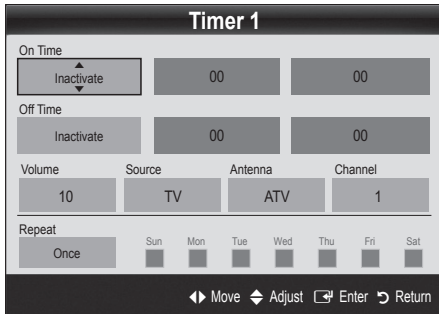 Timer 1
On Time
Inactivate 00 00
Off Time
Inactivate 00 00
Volume Source Antenna Channel
10 TV ATV 1
Repeat
Once Sun Mon Tue Wed Thu Fri Sat
Move Adjust Enter Return